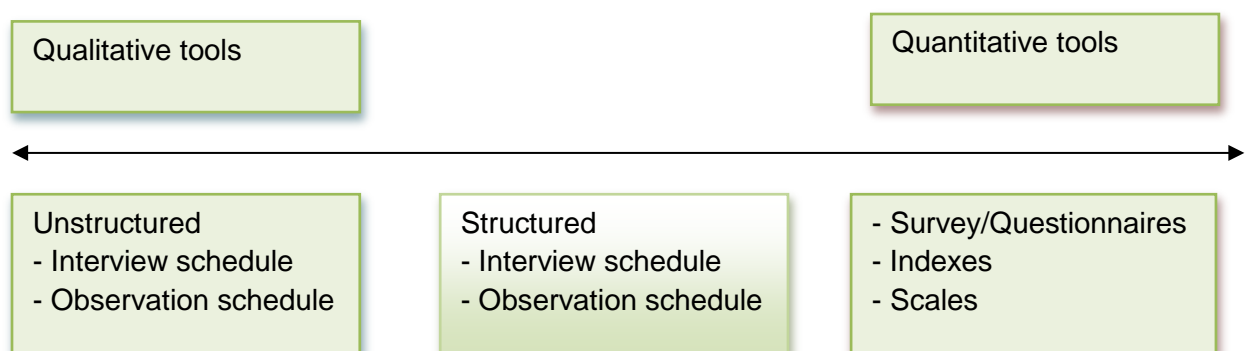 Qualitative tools
Quantitative tools
Unstructured
- Interview schedule
- Observation schedule
Structured
- Interview schedule
- Observation schedule
- Survey/Questionnaires
- Indexes
- Scales